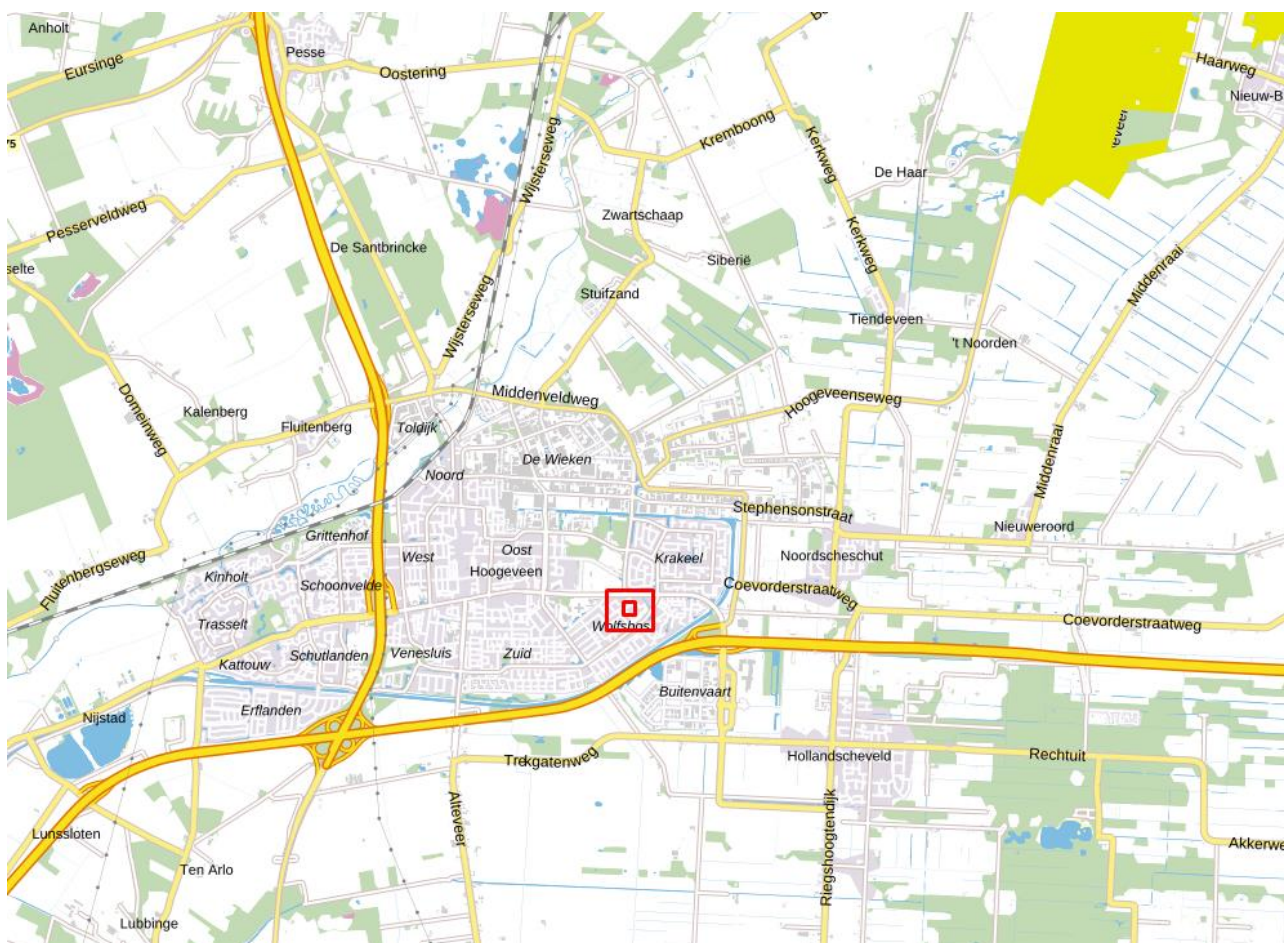 Anholt
Pesse
Eursinge
Oostering
Haarweg
Nieuw-B
75
Wijsterseweg
Kremboong
Kerkweg
eveer
De Haar
Pesserveldweg
Zwartschaap
De Santbrincke
Siberië
Kerkweg
selte
Stuifzand
Middenraai
Wijsterseweg
Tiendeveen
't Noorden
Domeinweg
Middenveldweg
Hoogeveenseweg
Kalenberg
Fluitenberg
Toldijk
De Wieken
Noord
Middenraai
Stephensonstraat
Nieuweroord
Grittenhof
West
Oost
Krakeel
Noordscheschut
Fluitenbergseweg
Kinholt
Schoonvelde
Hoogeveen
Coevorderstraatweg
Coevorderstraatweg
Trasselt
Wolfsbos
Kattouw
Schutlanden
Venesluis
Zuid
Buitenvaart
Nijstad
Erflanden
Trekgatenweg
Hollandscheveld
Rechtuit
Alteveer
Lunssloten
Riegshoogtendijk
Akkerwe
Ten Arlo
Lubbinge